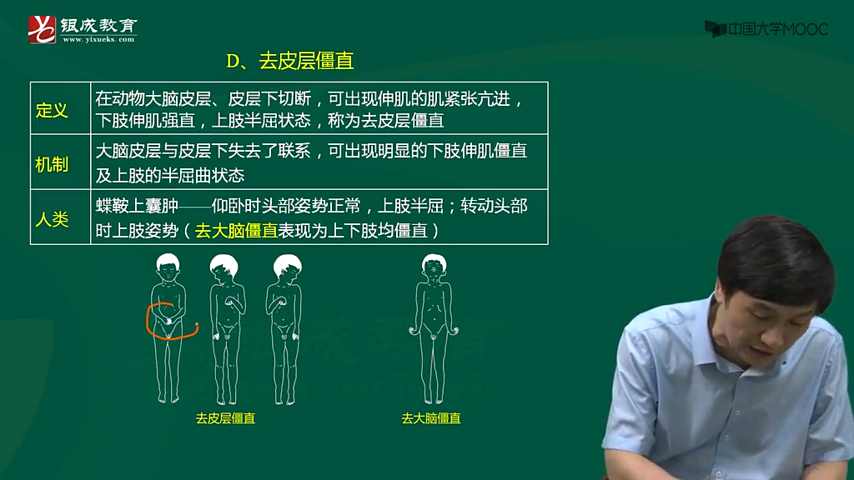 银成教育
www.yixueks.com
中国大学MOOC
D、去皮层僵直
定义
在动物大脑皮层、皮层下切断，可出现伸肌的肌紧张亢进，
下肢伸肌强直，上肢半屈状态，称为去皮层僵直
机制
大脑皮层与皮层下失去了联系，可出现明显的下肢伸肌僵直
及上肢的半屈曲状态
人类
蝶鞍上囊肿——仰卧时头部姿势正常，上肢半屈；转动头部
时上肢姿势（去大脑僵直表现为上下肢均僵直）
银成教育
去皮层僵直
去大脑僵直